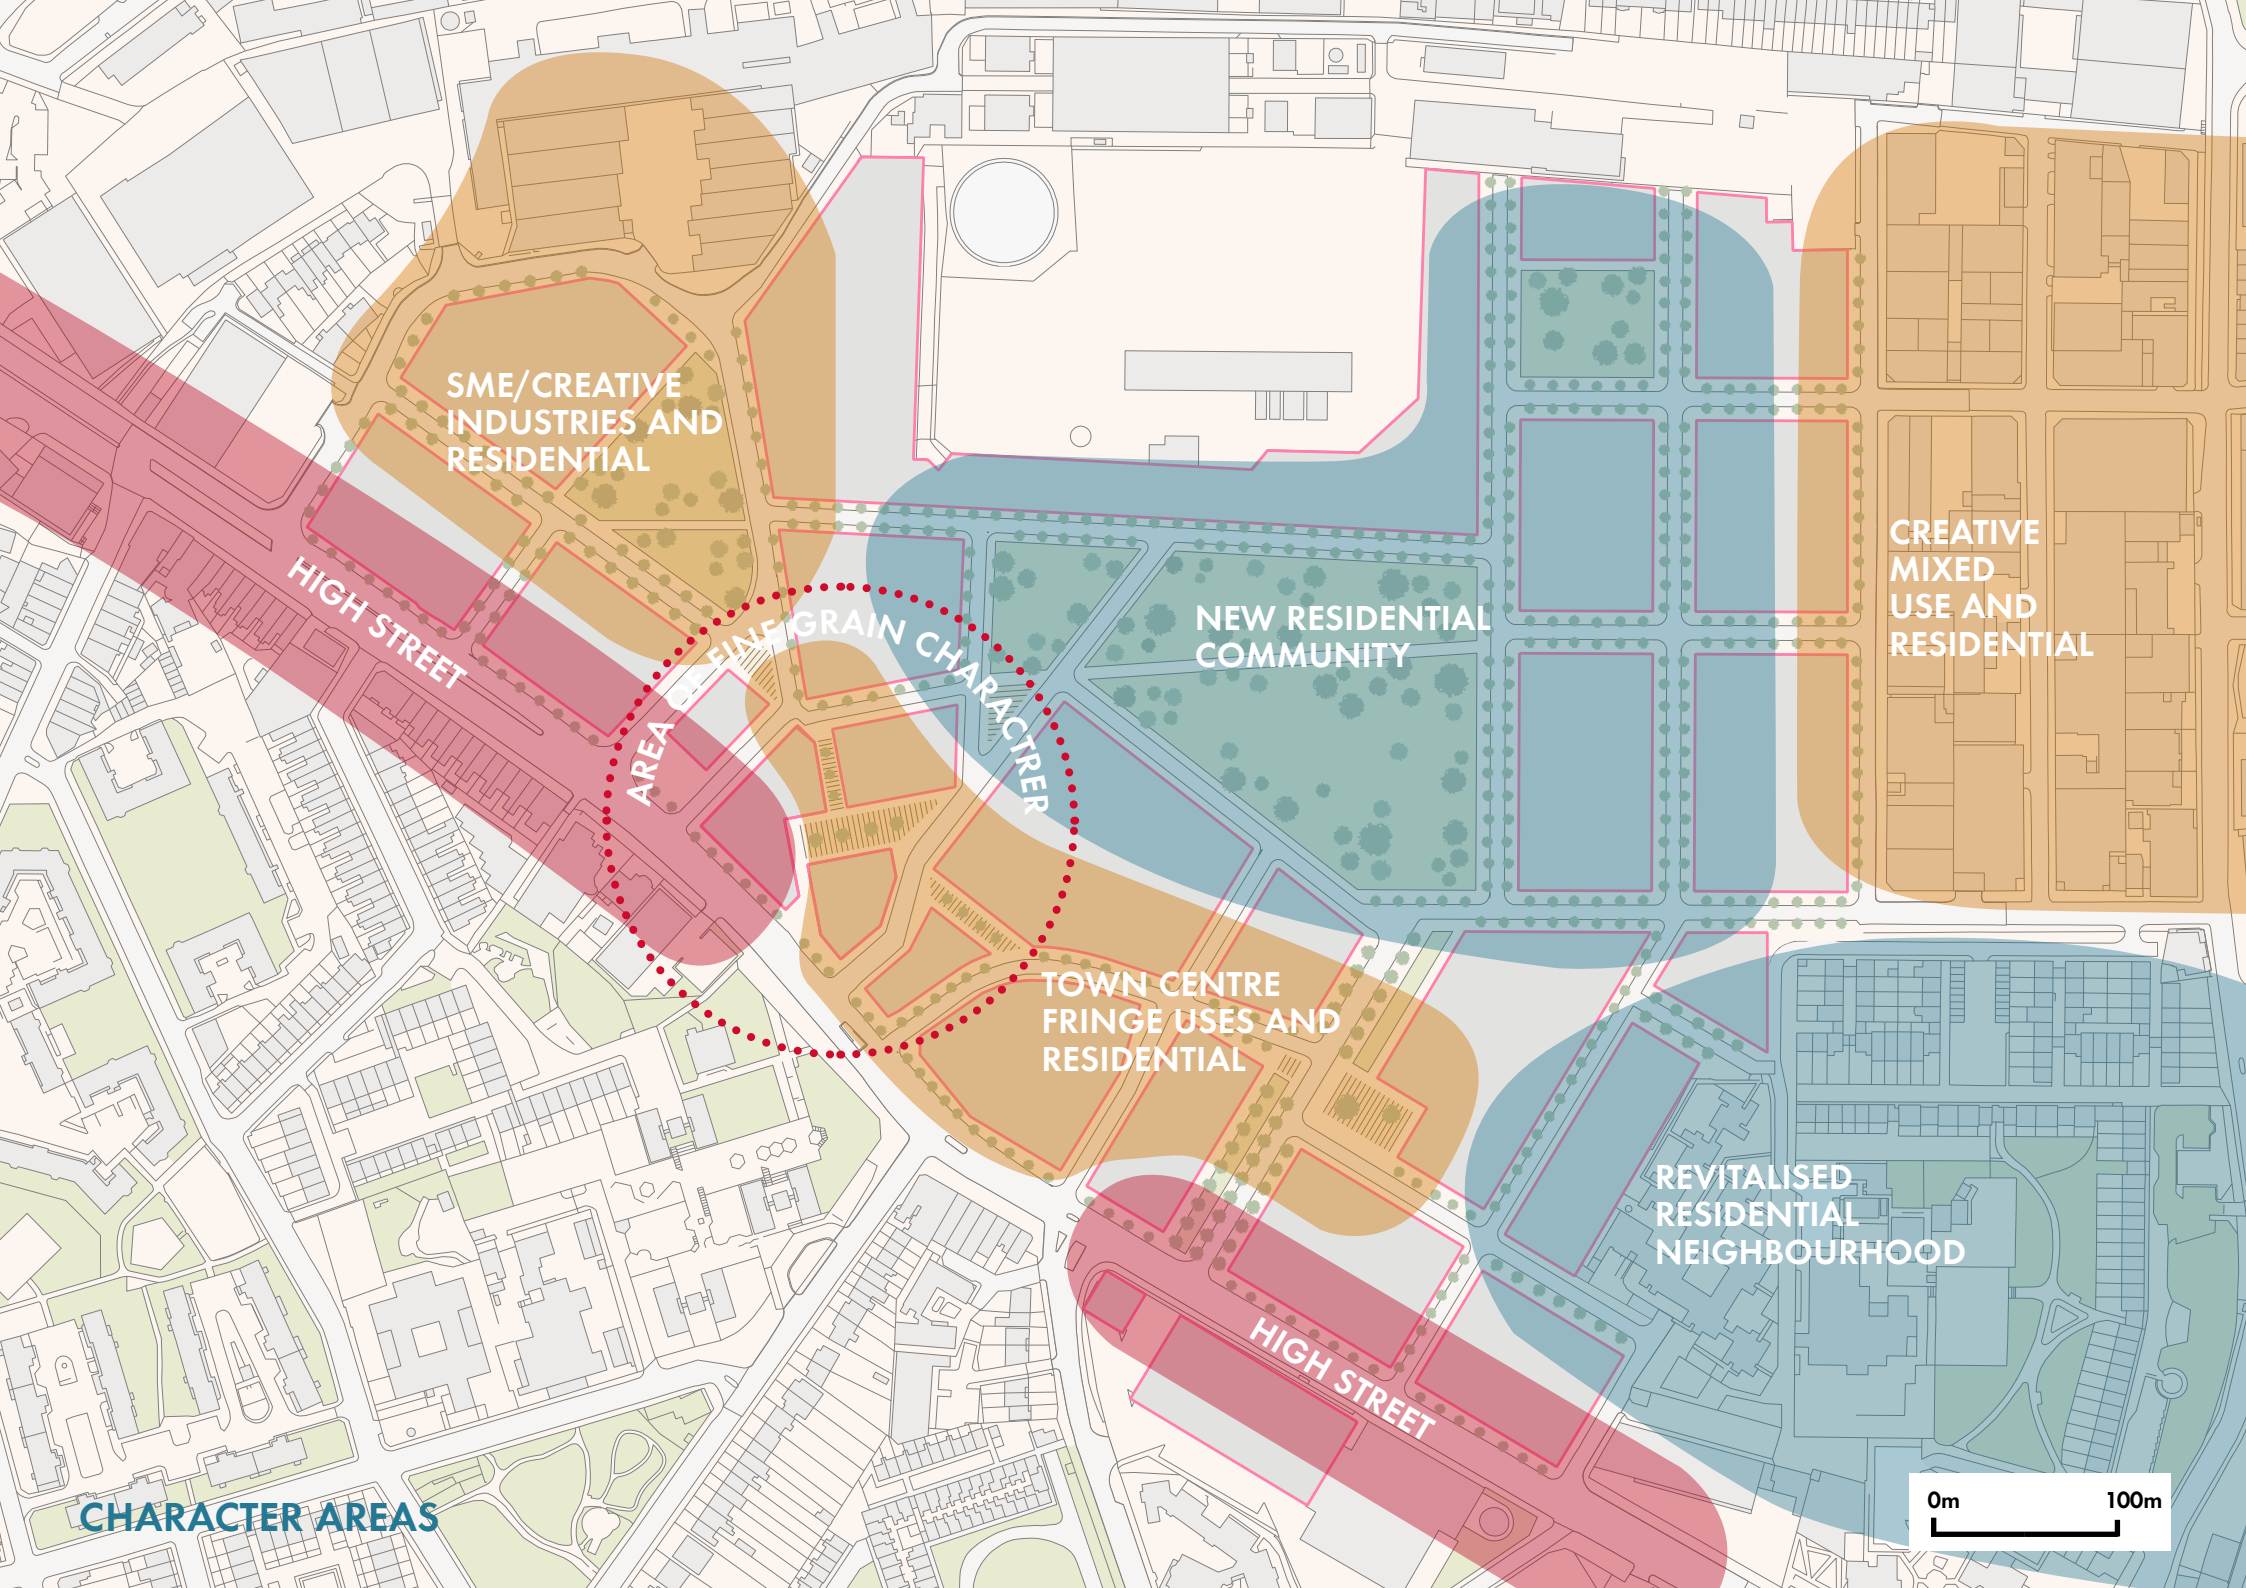 SME/CREATIVE
INDUSTRIES AND
RESIDENTIAL
HIGH STREET
AREA OF FINE GRAIN CHARACTRER
NEW RESIDENTIAL
COMMUNITY
CREATIVE
MIXED
USE AND
RESIDENTIAL
TOWN CENTRE
FRINGE USES AND
RESIDENTIAL
REVITALISED
RESIDENTIAL
NEIGHBOURHOOD
HIGH STREET
CHARACTER AREAS
0m 100m